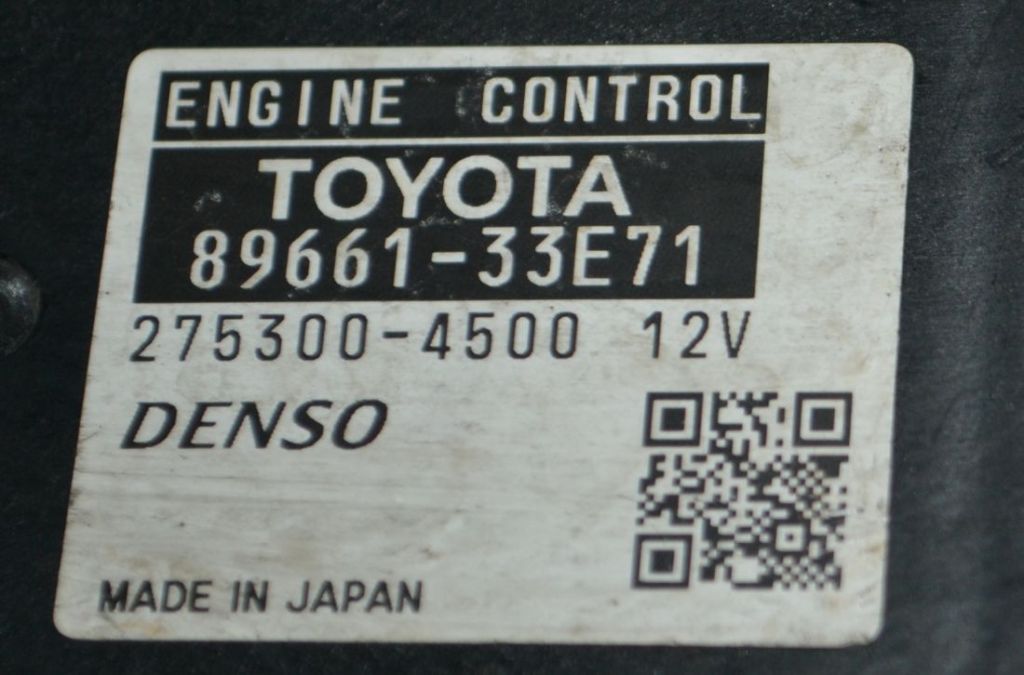 ENGINE CONTROL
TOYOTA
89661-33E71
275300-4500 12V
DENSO
MADE IN JAPAN